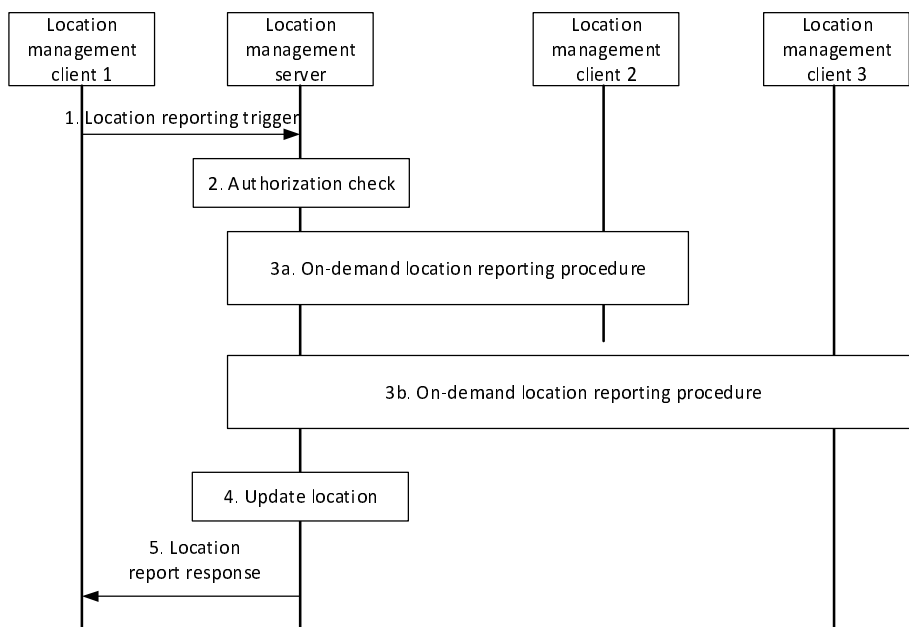 Location
management
client 1
Location
management
server
Location
management
client 2
Location
management
client 3
1. Location reporting trigger
2. Authorization check
3a. On-demand location reporting procedure
3b. On-demand location reporting procedure
4. Update location
5. Location
report response